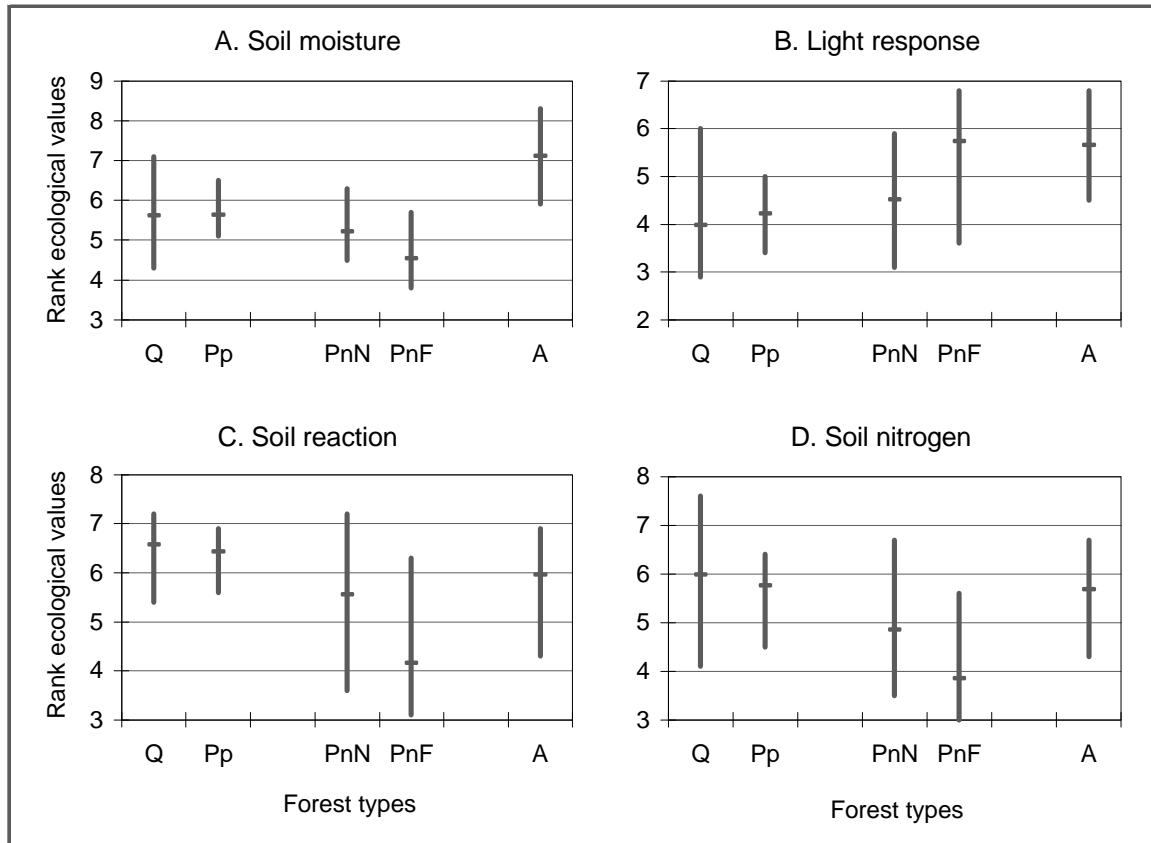 A. Soil moisture
Rank ecological values
9
8
7
6
5
4
3
Q Pp PnN PnF A
B. Light response
7
6
5
4
3
2
Q Pp PnN PnF A
C. Soil reaction
Rank ecological values
8
7
6
5
4
3
Q Pp PnN PnF A
Forest types
D. Soil nitrogen
8
7
6
5
4
3
Q Pp PnN PnF A
Forest types